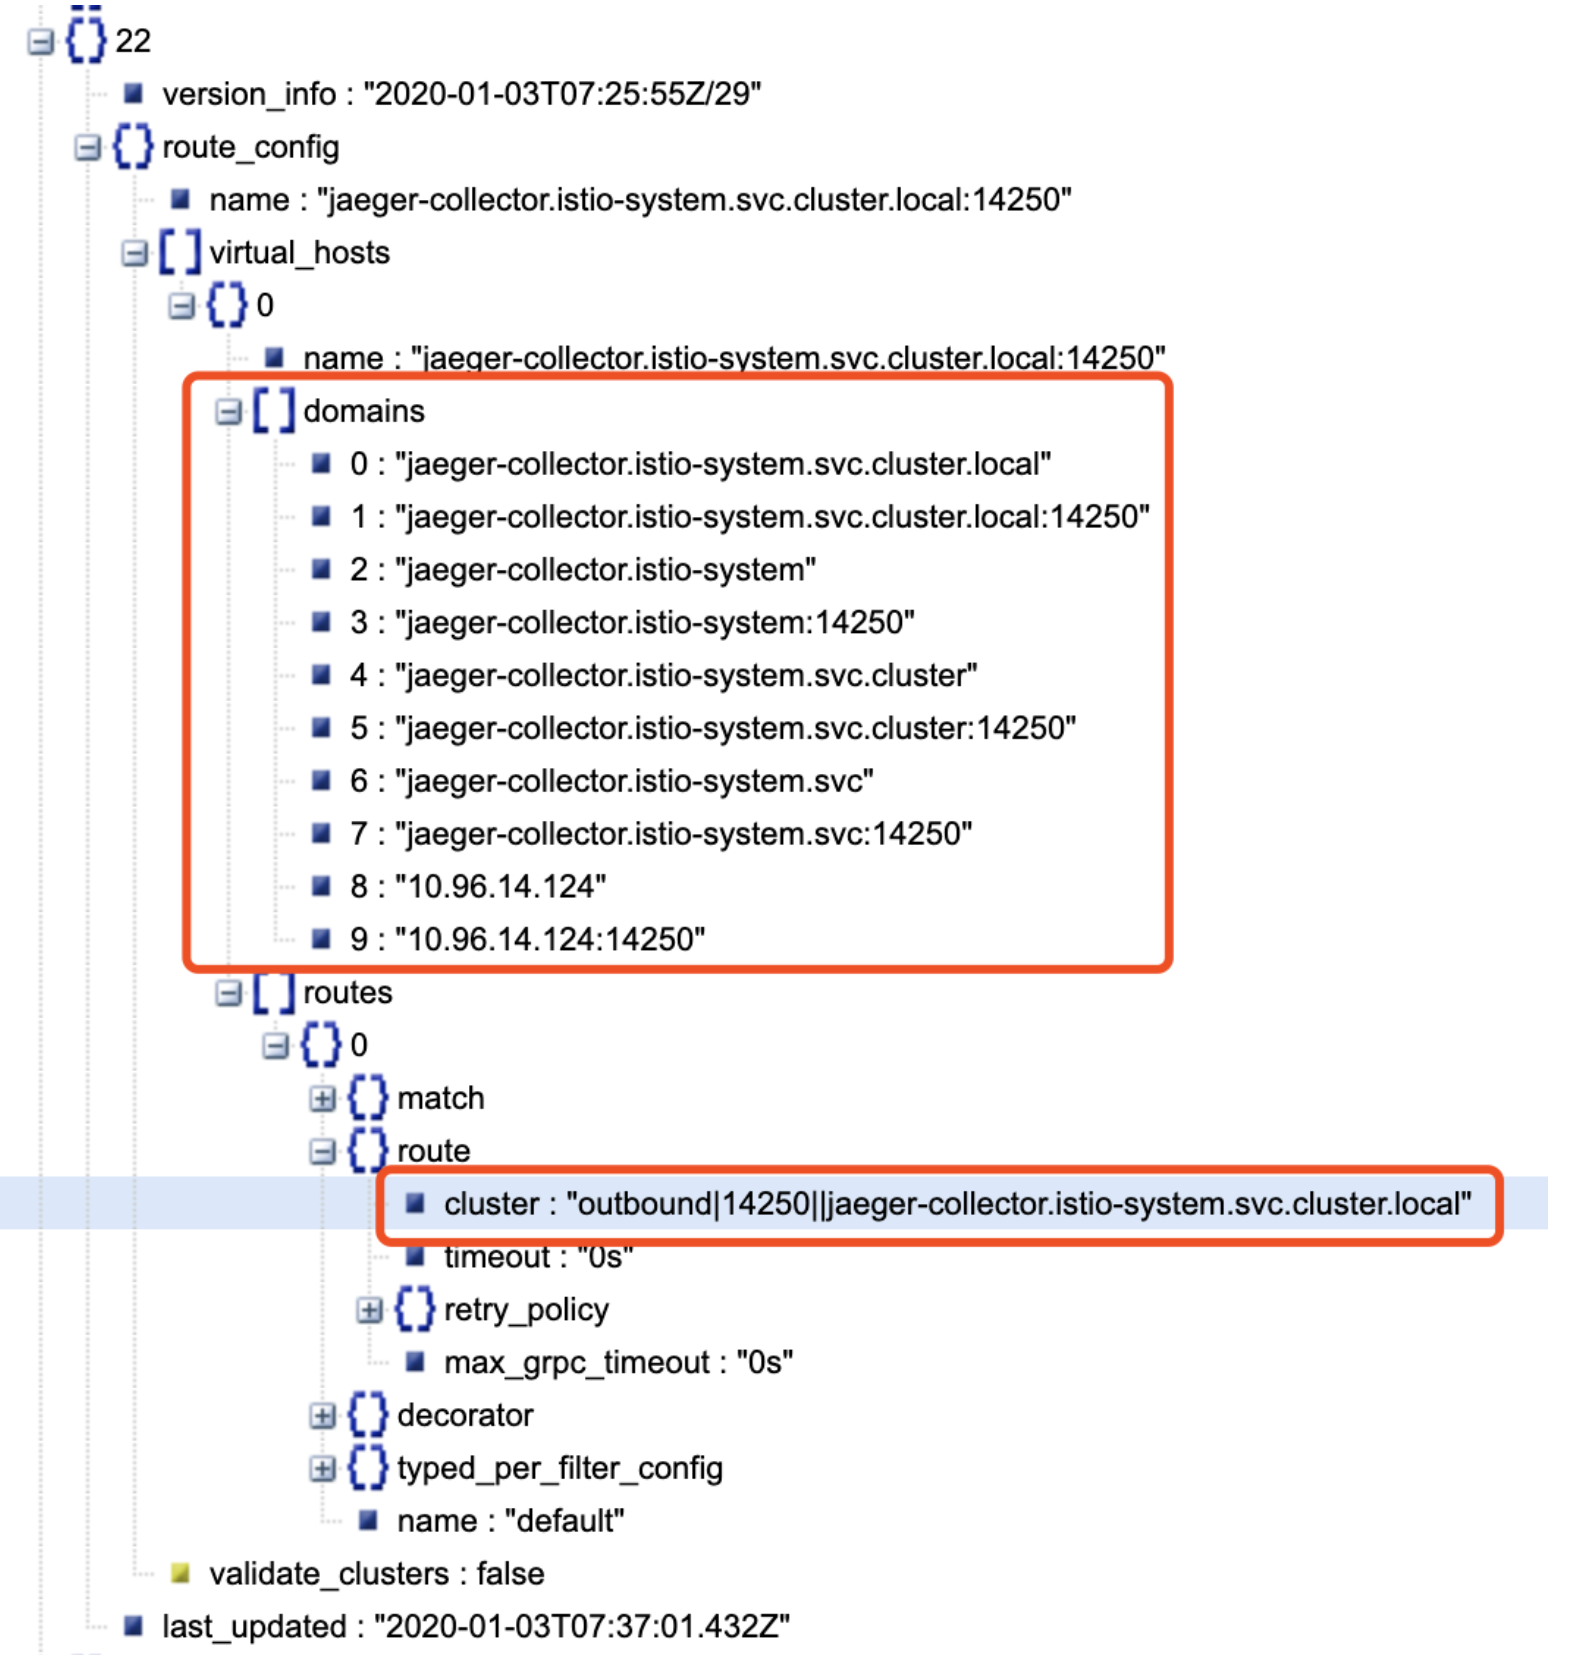 22
version_info : "2020-01-03T07:25:55Z/29"
route_config
name : "jaeger-collector.istio-system.svc.cluster.local:14250"
virtual_hosts
0
name : "jaeger-collector.istio-system.svc.cluster.local:14250"
domains
0 : "jaeger-collector.istio-system.svc.cluster.local"
1 : "jaeger-collector.istio-system.svc.cluster.local:14250"
2 : "jaeger-collector.istio-system"
3 : "jaeger-collector.istio-system:14250"
4 : "jaeger-collector.istio-system.svc.cluster"
5 : "jaeger-collector.istio-system.svc.cluster:14250"
6 : "jaeger-collector.istio-system.svc"
7 : "jaeger-collector.istio-system.svc:14250"
8 : "10.96.14.124"
9 : "10.96.14.124:14250"
routes
0
match
route
cluster : "outbound|14250||jaeger-collector.istio-system.svc.cluster.local"
timeout : "0s"
retry_policy
max_grpc_timeout : "0s"
decorator
typed_per_filter_config
name : "default"
validate_clusters : false
last_updated : "2020-01-03T07:37:01.432Z"